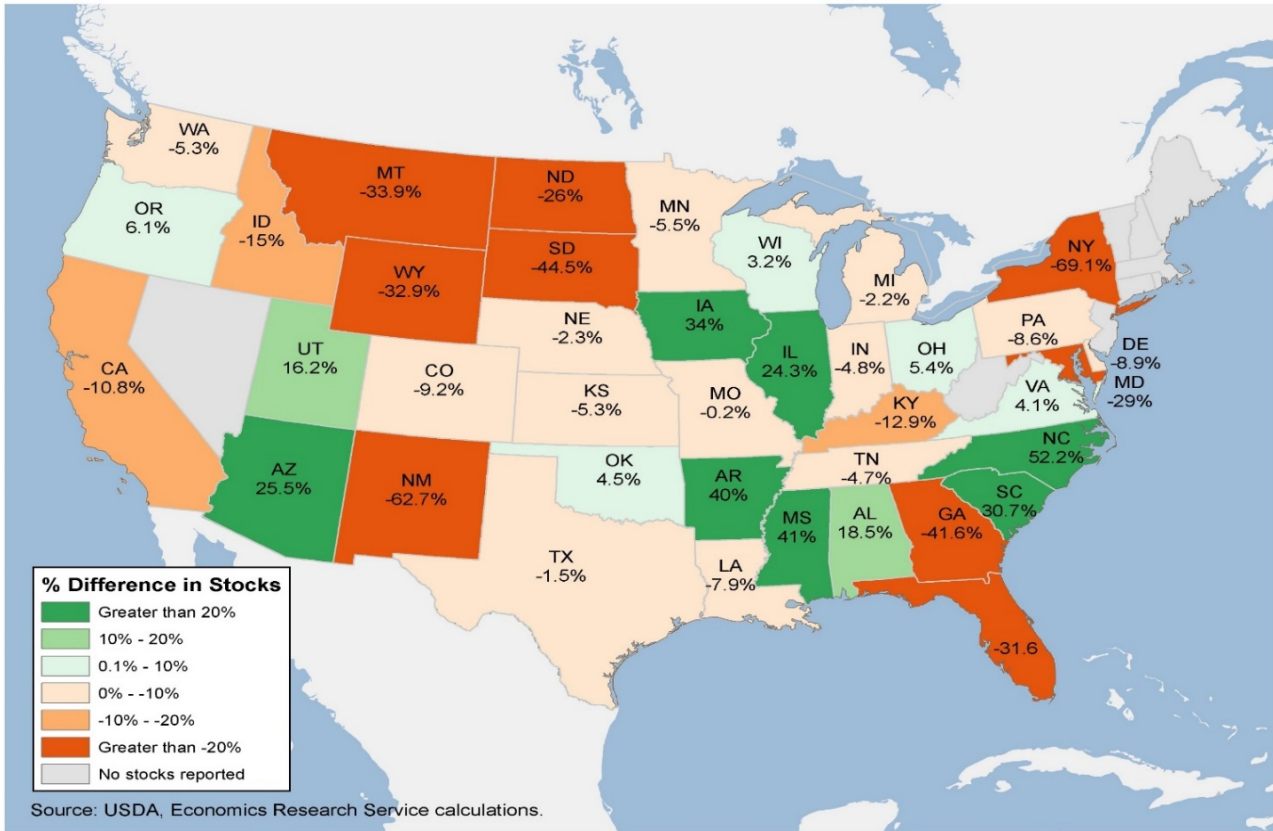 WA
-5.3%
MT
-33.9%
ND
-26%
MN
-5.5%
OR
6.1%
ID
-15%
SD
-44.5%
WI
3.2%
NY
-69.1%
WY
-32.9%
MI
-2.2%
IA
34%
NE
-2.3%
PA
-8.6%
DE
-8.9%
MD
-29%
UT
16.2%
CA
-10.8%
CO
-9.2%
IL
24.3%
IN
-4.8%
OH
5.4%
KS
-5.3%
MO
-0.2%
VA
4.1%
KY
-12.9%
NC
52.2%
TN
-4.7%
AZ
25.5%
NM
-62.7%
OK
4.5%
AR
40%
SC
30.7%
MS
41%
AL
18.5%
GA
-41.6%
TX
-1.5%
LA
-7.9%
-31.6
% Difference in Stocks
Greater than 20%
10% - 20%
0.1% - 10%
0% - -10%
-10% - -20%
Greater than -20%
No stocks reported
Source: USDA, Economics Research Service calculations.